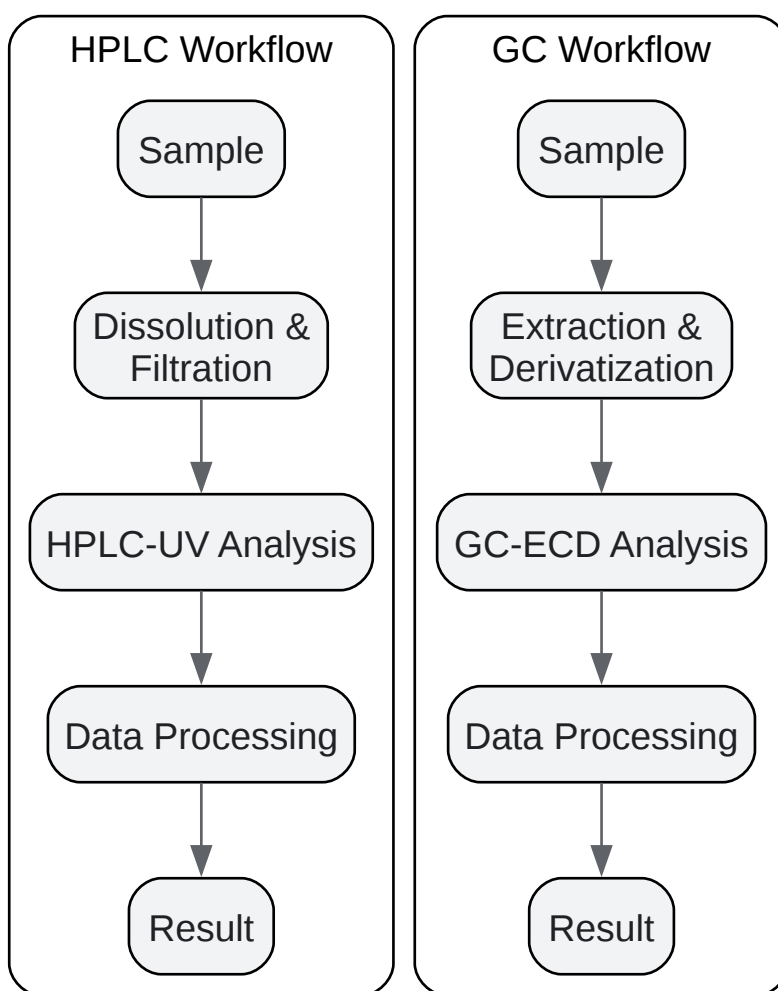 HPLC Workflow
Sample
Dissolution &
Filtration
HPLC-UV Analysis
Data Processing
Result
GC Workflow
Sample
Extraction &
Derivatization
GC-ECD Analysis
Data Processing
Result